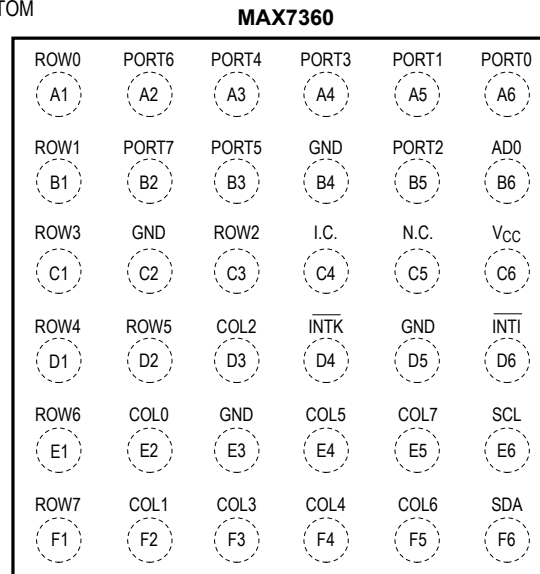 TOM
MAX7360
ROW0 PORT6 PORT4 PORT3 PORT1 PORT0
A1 A2 A3 A4 A5 A6
ROW1 PORT7 PORT5 GND PORT2 AD0
B1 B2 B3 B4 B5 B6
ROW3 GND ROW2 I.C. N.C. VCC
C1 C2 C3 C4 C5 C6
ROW4 ROW5 COL2 INTK GND INTI
D1 D2 D3 D4 D5 D6
ROW6 COL0 GND COL5 COL7 SCL
E1 E2 E3 E4 E5 E6
ROW7 COL1 COL3 COL4 COL6 SDA
F1 F2 F3 F4 F5 F6